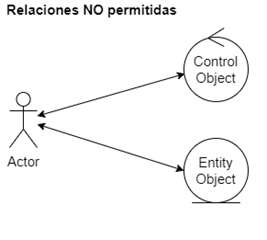 Relaciones NO permitidas
Control
Object
Actor
Entity
Object